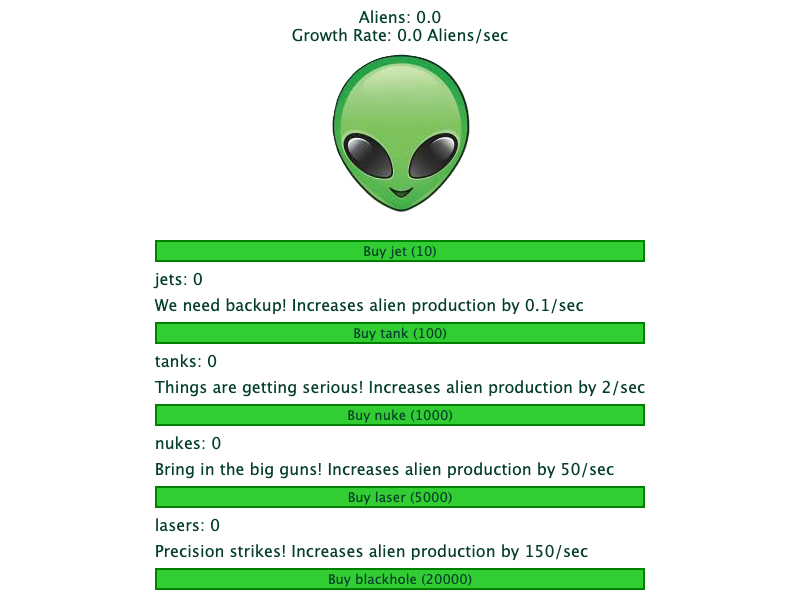 Aliens: 0.0
Growth Rate: 0.0 Aliens/sec
Buy jet (10)
jets: 0
We need backup! Increases alien production by 0.1/sec
Buy tank (100)
tanks: 0
Things are getting serious! Increases alien production by 2/sec
Buy nuke (1000)
nukes: 0
Bring in the big guns! Increases alien production by 50/sec
Buy laser (5000)
lasers: 0
Precision strikes! Increases alien production by 150/sec
Buy blackhole (20000)